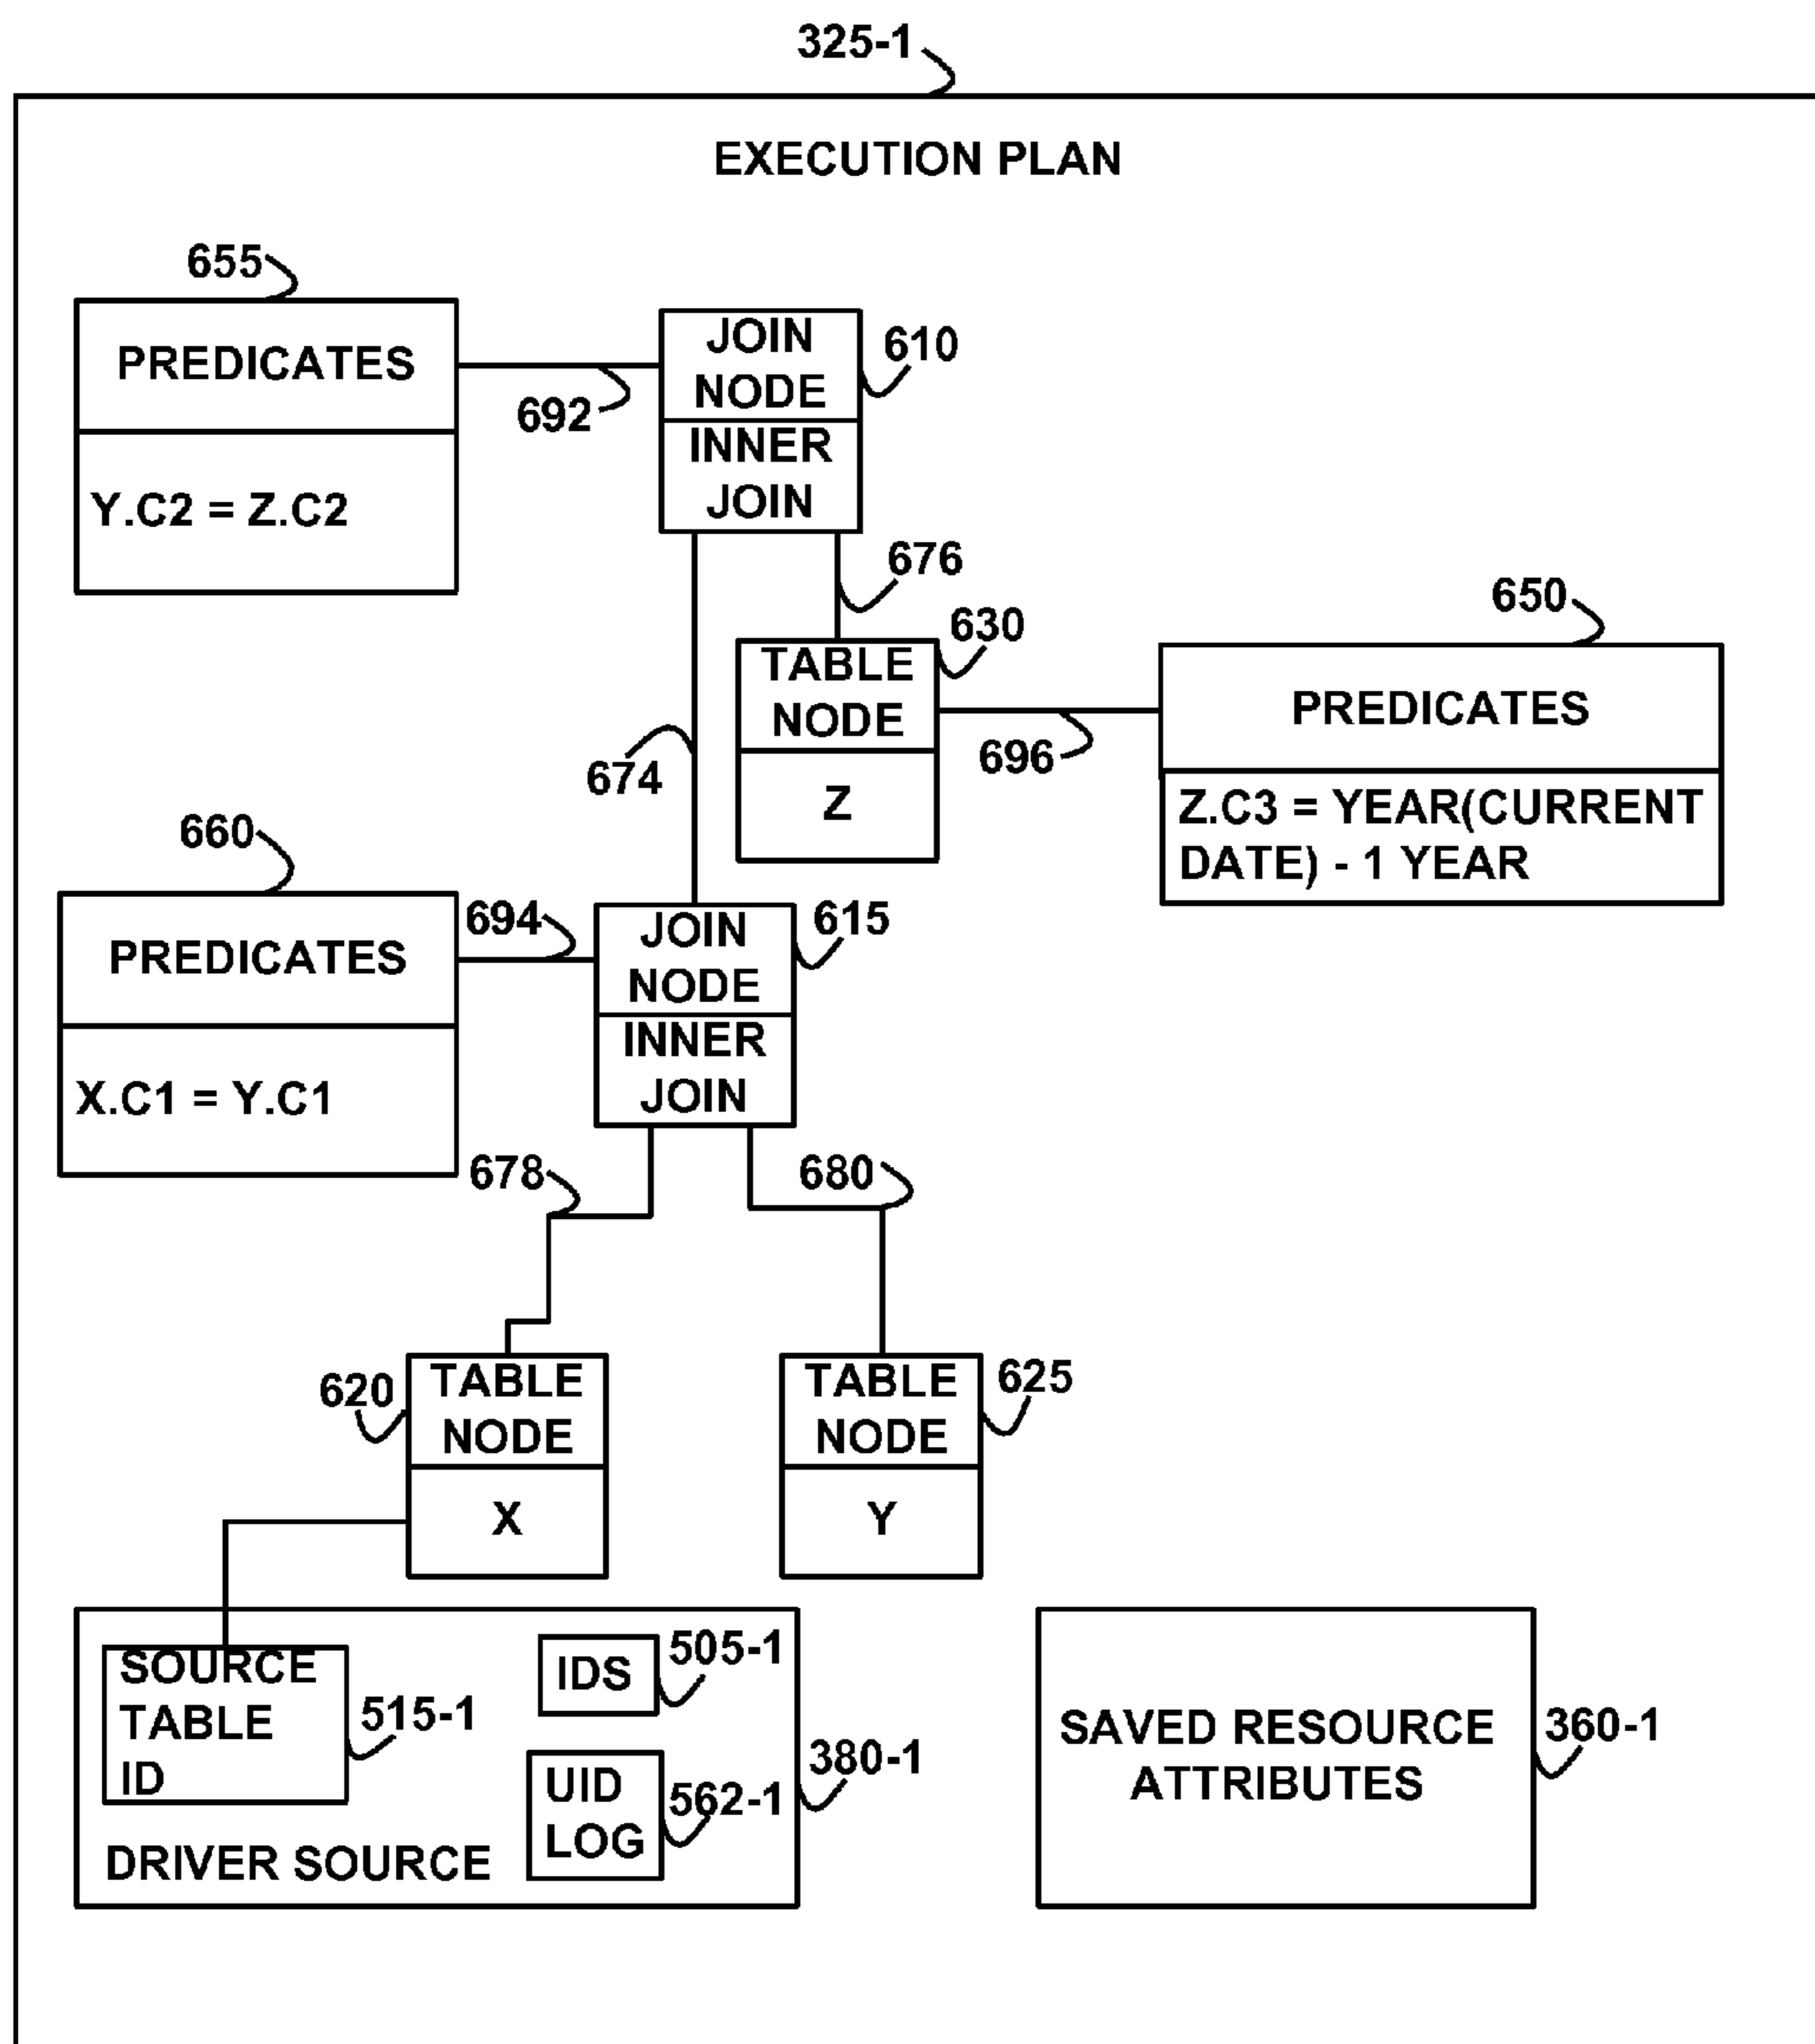 325-1
EXECUTION PLAN
655
PREDICATES
Y.C2 = Z.C2
692
JOIN
NODE
INNER
JOIN
610
676
630
TABLE
NODE
Z
674
650
PREDICATES
696
Z.C3 = YEAR(CURRENT
DATE) - 1 YEAR
660
PREDICATES
X.C1 = Y.C1
694
JOIN
NODE
INNER
JOIN
615
678
680
620
TABLE
NODE
X
TABLE
NODE
Y
625
SOURCE
TABLE
ID
515-1
IDS
505-1
UID
LOG
562-1
380-1
DRIVER SOURCE
SAVED RESOURCE
ATTRIBUTES
360-1